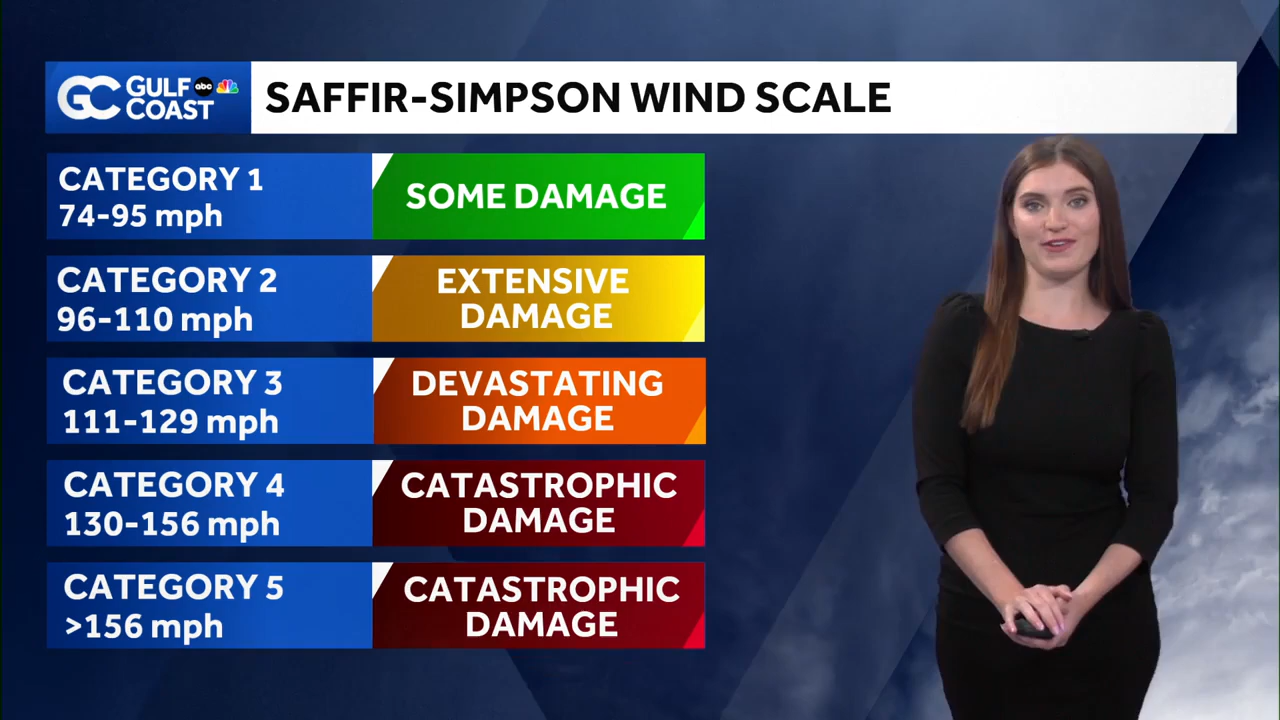 GC GULF COAST abc
SAFFIR-SIMPSON WIND SCALE
CATEGORY 1
74-95 mph
SOME DAMAGE
CATEGORY 2
96-110 mph
EXTENSIVE
DAMAGE
CATEGORY 3
111-129 mph
DEVASTATING
DAMAGE
CATEGORY 4
130-156 mph
CATASTROPHIC
DAMAGE
CATEGORY 5
>156 mph
CATASTROPHIC
DAMAGE